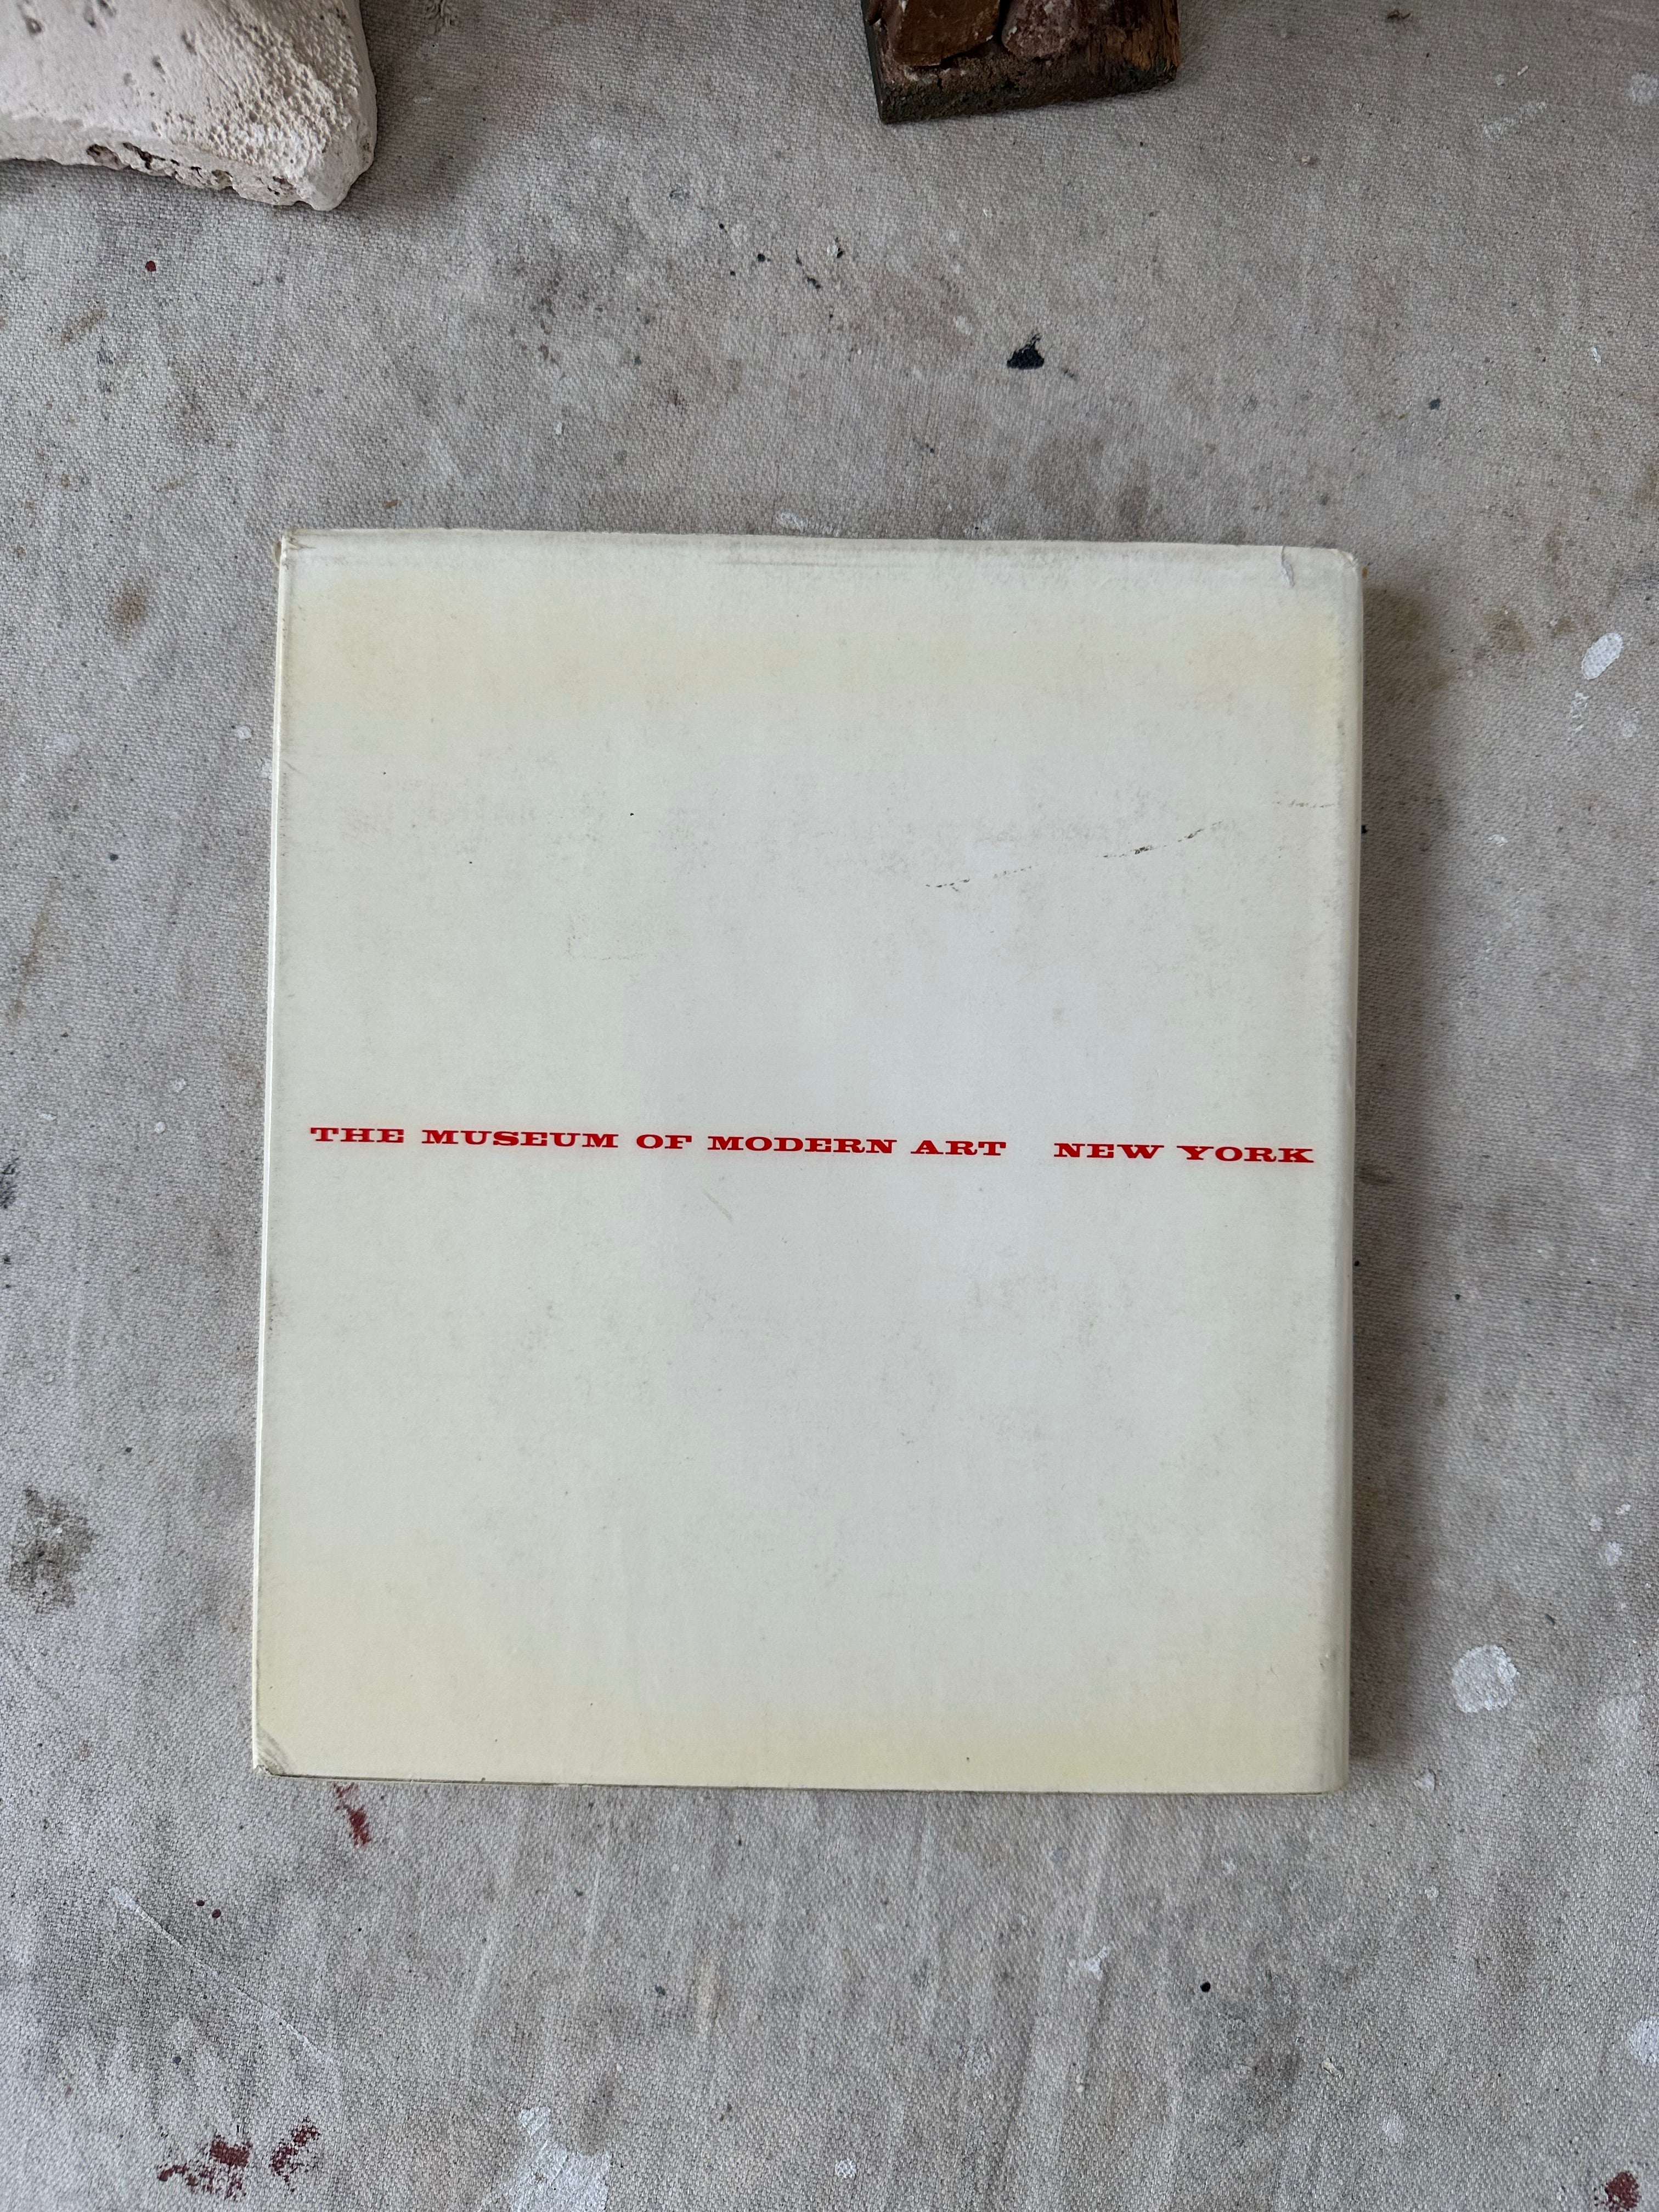 THE MUSEUM OF MODERN ART NEW YORK